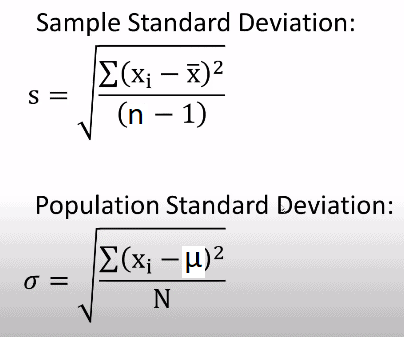 Sample Standard Deviation:
s = √(Σ(xᵢ − x̄)² / (n − 1))
Population Standard Deviation:
σ = √(Σ(xᵢ − μ)² / N)